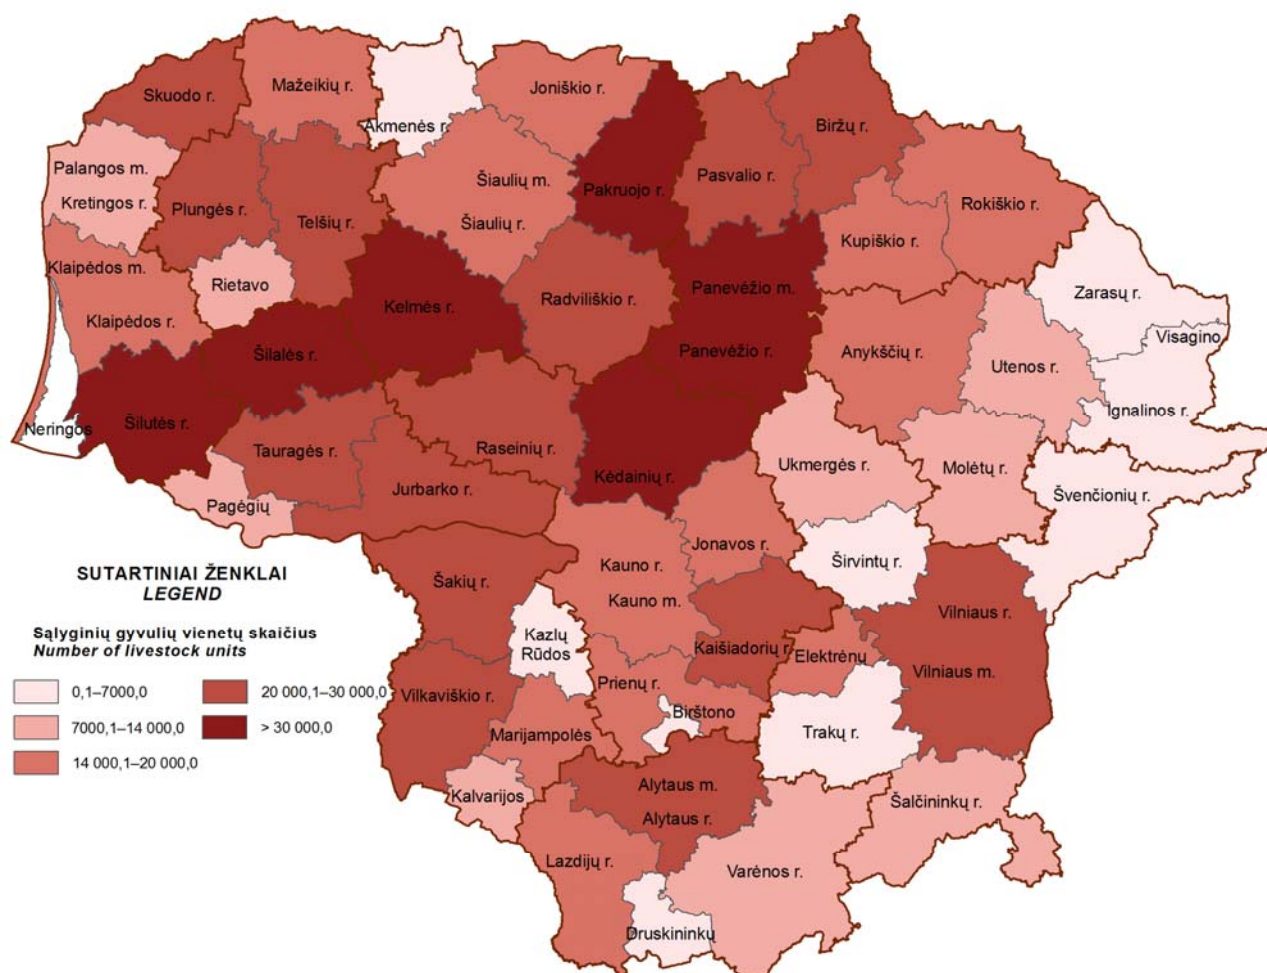 Skuodo r.
Mažeikių r.
Akmenės r.
Joniškio r.
Biržų r.
Palangos m.
Kretingos r.
Plungės r.
Telšių r.
Šiaulių m.
Šiaulių r.
Pakruojo r.
Pasvalio r.
Rokiškio r.
Kupiškio r.
Klaipėdos m.
Klaipėdos r.
Rietavo
Kelmės r.
Radviliškio r.
Panevėžio m.
Panevėžio r.
Zarasų r.
Visagino
Šilalės r.
Anykščių r.
Utenos r.
Ignalinos r.
Neringos
Šilutės r.
Tauragės r.
Raseinių r.
Kėdainių r.
Ukmergės r.
Molėtų r.
Švenčionių r.
Pagėgių
Jurbarko r.
Jonavos r.
Širvintų r.
Šakių r.
Kauno r.
Kauno m.
Kazlų
Rūdos
Kaišiadorių r.
Elektrėnų
Vilniaus r.
Vilniaus m.
Vilkaviškio r.
Prienų r.
Birštono
Trakų r.
Marijampolės
Kalvarijos
Alytaus m.
Alytaus r.
Šalčininkų r.
Lazdijų r.
Varėnos r.
Druskininkų
SUTARTINIAI ŽENKLAI
LEGEND
Sąlyginių gyvulių vienetų skaičius
Number of livestock units
0,1–7000,0
7000,1–14 000,0
14 000,1–20 000,0
20 000,1–30 000,0
> 30 000,0